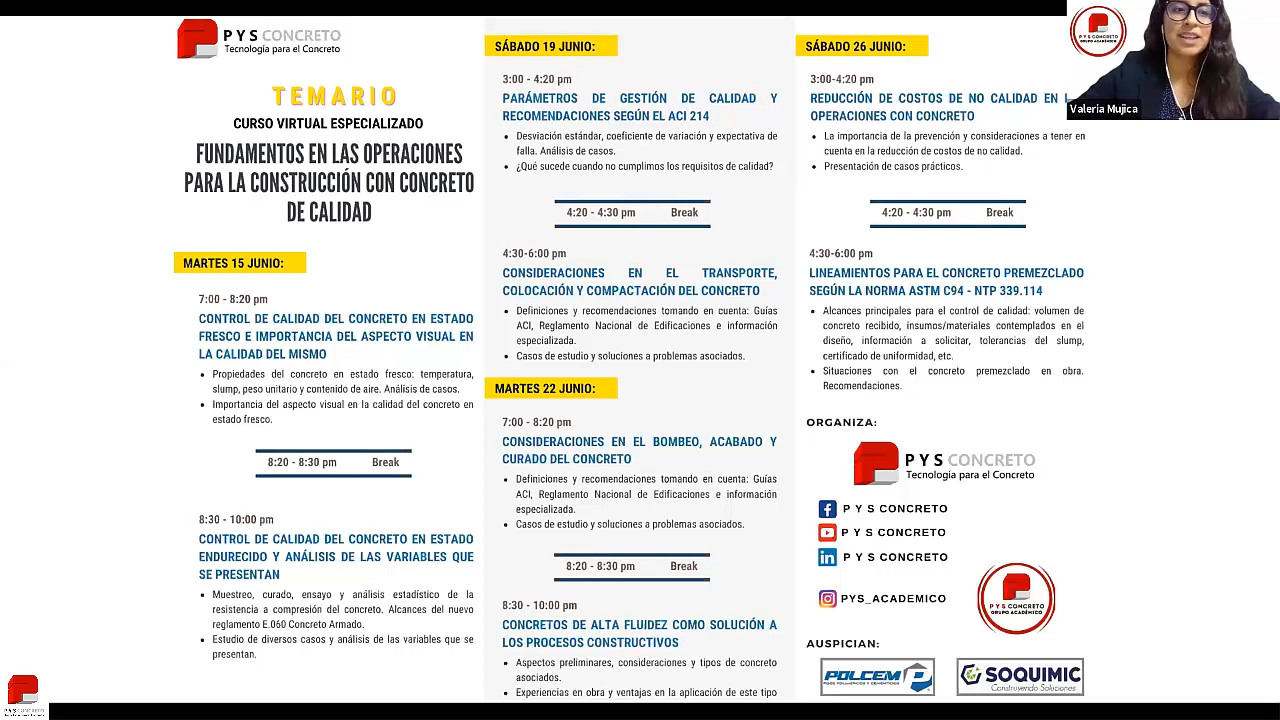 PYS CONCRETO
Tecnología para el Concreto
TEMARIO
CURSO VIRTUAL ESPECIALIZADO
FUNDAMENTOS EN LAS OPERACIONES
PARA LA CONSTRUCCIÓN CON CONCRETO
DE CALIDAD
MARTES 15 JUNIO:
7:00 - 8:20 pm
CONTROL DE CALIDAD DEL CONCRETO EN ESTADO
FRESCO E IMPORTANCIA DEL ASPECTO VISUAL EN
LA CALIDAD DEL MISMO
• Propiedades del concreto en estado fresco: temperatura,
slump, peso unitario y contenido de aire. Análisis de casos.
• Importancia del aspecto visual en la calidad del concreto en
estado fresco.
8:20 - 8:30 pm Break
8:30 - 10:00 pm
CONTROL DE CALIDAD DEL CONCRETO EN ESTADO
ENDURECIDO Y ANÁLISIS DE LAS VARIABLES QUE
SE PRESENTAN
• Muestreo, curado, ensayo y análisis estadístico de la
resistencia a compresión del concreto. Alcances del nuevo
reglamento E.060 Concreto Armado.
• Estudio de diversos casos y análisis de las variables que se
presentan.
PYS CONCRETO
SÁBADO 19 JUNIO:
3:00 - 4:20 pm
PARÁMETROS DE GESTIÓN DE CALIDAD Y
RECOMENDACIONES SEGÚN EL ACI 214
• Desviación estándar, coeficiente de variación y expectativa de
falla. Análisis de casos.
• ¿Qué sucede cuando no cumplimos los requisitos de calidad?
4:20 - 4:30 pm Break
4:30-6:00 pm
CONSIDERACIONES EN EL TRANSPORTE,
COLOCACIÓN Y COMPACTACIÓN DEL CONCRETO
• Definiciones y recomendaciones tomando en cuenta: Guías
ACI, Reglamento Nacional de Edificaciones e información
especializada.
• Casos de estudio y soluciones a problemas asociados.
MARTES 22 JUNIO:
7:00 - 8:20 pm
CONSIDERACIONES EN EL BOMBEO, ACABADO Y
CURADO DEL CONCRETO
• Definiciones y recomendaciones tomando en cuenta: Guías
ACI, Reglamento Nacional de Edificaciones e información
especializada.
• Casos de estudio y soluciones a problemas asociados.
8:20 - 8:30 pm Break
8:30 - 10:00 pm
CONCRETOS DE ALTA FLUIDEZ COMO SOLUCIÓN A
LOS PROCESOS CONSTRUCTIVOS
• Aspectos preliminares, consideraciones y tipos de concreto
asociados.
• Experiencias en obra y ventajas en la aplicación de este tipo
SÁBADO 26 JUNIO:
3:00-4:20 pm
REDUCCIÓN DE COSTOS DE NO CALIDAD EN
OPERACIONES CON CONCRETO
• La importancia de la prevención y consideraciones a tener en
cuenta en la reducción de costos de no calidad.
• Presentación de casos prácticos.
4:20 - 4:30 pm Break
4:30-6:00 pm
LINEAMIENTOS PARA EL CONCRETO PREMEZCLADO
SEGÚN LA NORMA ASTM C94 - NTP 339.114
• Alcances principales para el control de calidad: volumen de
concreto recibido, insumos/materiales contemplados en el
diseño, información a solicitar, tolerancias del slump,
certificado de uniformidad, etc.
• Situaciones con el concreto premezclado en obra.
Recomendaciones.
ORGANIZA:
PYS CONCRETO
Tecnología para el Concreto
P Y S CONCRETO
P Y S CONCRETO
P Y S CONCRETO
PYS_ACADEMICO
PYS CONCRETO
GRUPO ACADÉMICO
AUSPICIAN:
POLCEM
PISOS POLIMÉRICOS Y CEMENTICIOS
SOQUIMIC
Construyendo Soluciones
PYS CONCRETO
GRUPO ACADÉMICO
Valeria Mujica